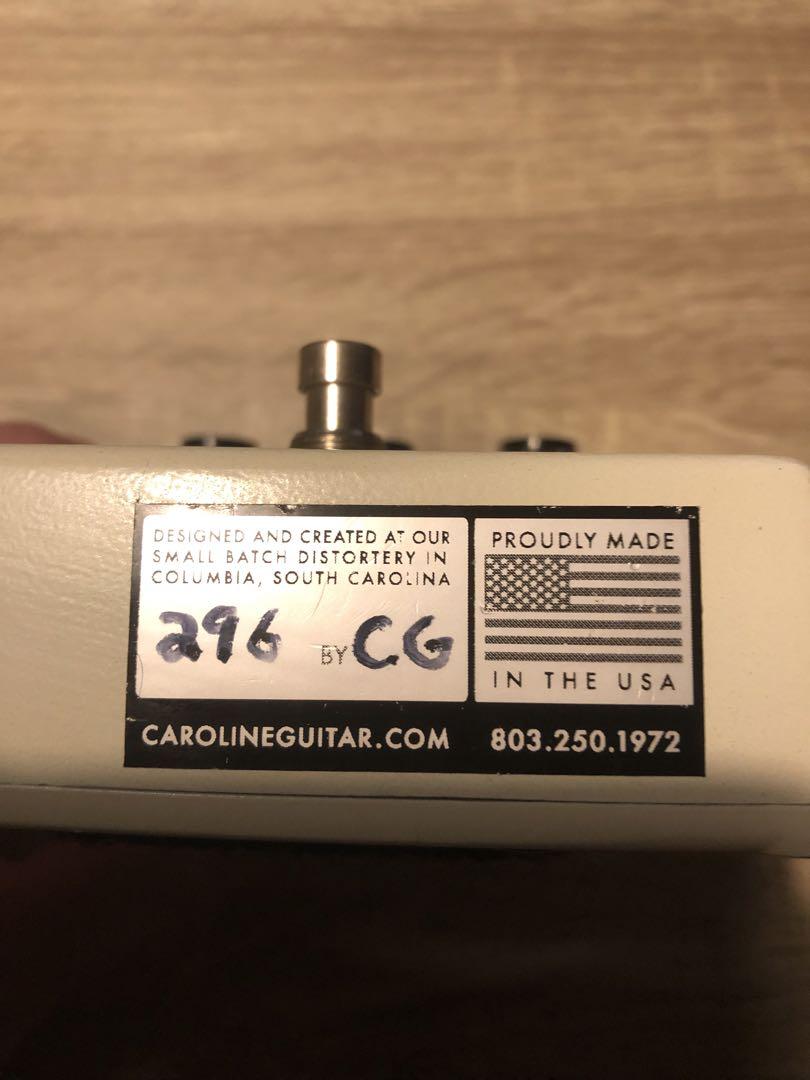 DESIGNED AND CREATED AT OUR
SMALL BATCH DISTORTERY IN
COLUMBIA, SOUTH CAROLINA
296 BY CG
PROUDLY MADE
IN THE USA
CAROLINEGUITAR.COM 803.250.1972